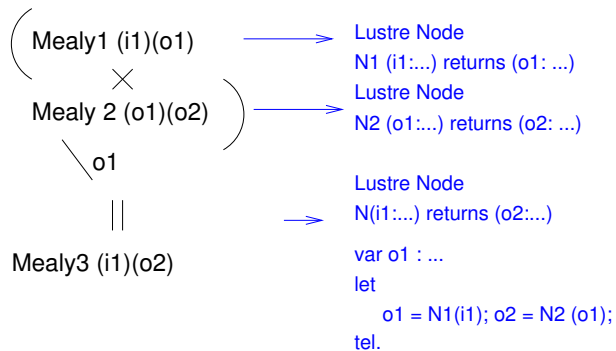 Mealy1 (i1)(o1)
×
Mealy 2 (o1)(o2)
\ o1
||
Mealy3 (i1)(o2)
Lustre Node
N1 (i1:...) returns (o1: ...)
Lustre Node
N2 (o1:...) returns (o2: ...)
Lustre Node
N(i1:...) returns (o2:...)
var o1 : ...
let
o1 = N1(i1); o2 = N2 (o1);
tel.